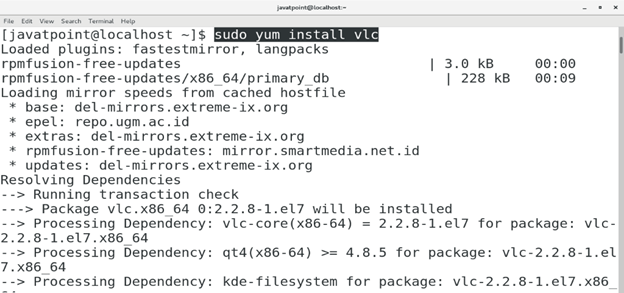 javatpoint@localhost:~
File Edit View Search Terminal Help
[javatpoint@localhost ~]$ sudo yum install vlc
Loaded plugins: fastestmirror, langpacks
rpmfusion-free-updates | 3.0 kB 00:00
rpmfusion-free-updates/x86_64/primary_db | 228 kB 00:09
Loading mirror speeds from cached hostfile
* base: del-mirrors.extreme-ix.org
* epel: repo.ugm.ac.id
* extras: del-mirrors.extreme-ix.org
* rpmfusion-free-updates: mirror.smartmedia.net.id
* updates: del-mirrors.extreme-ix.org
Resolving Dependencies
--> Running transaction check
---> Package vlc.x86_64 0:2.2.8-1.el7 will be installed
--> Processing Dependency: vlc-core(x86-64) = 2.2.8-1.el7 for package: vlc-
2.2.8-1.el7.x86_64
--> Processing Dependency: qt4(x86-64) >= 4.8.5 for package: vlc-2.2.8-1.el
7.x86_64
--> Processing Dependency: kde-filesystem for package: vlc-2.2.8-1.el7.x86_